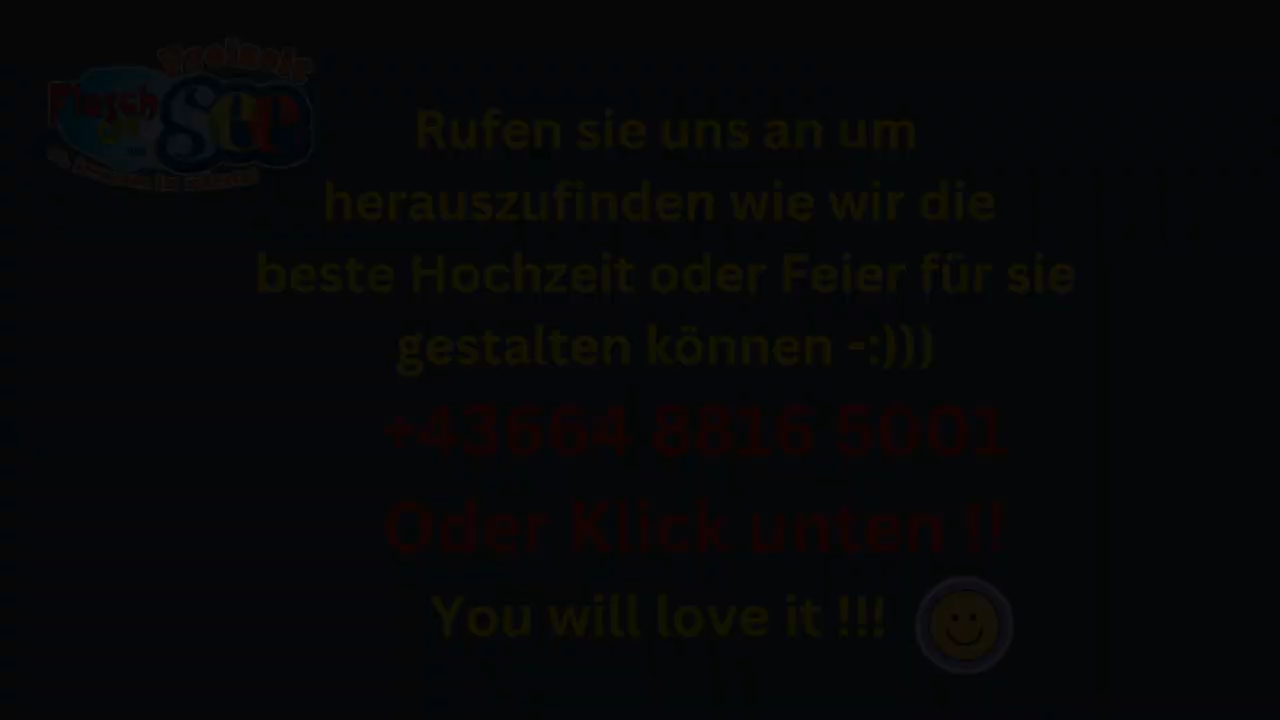 Rufen sie uns an um
herauszufinden wie wir die
beste Hochzeit oder Feier für sie
gestalten können -:)))
+43664 8816 5001
Oder Klick unten !!
You will love it !!!